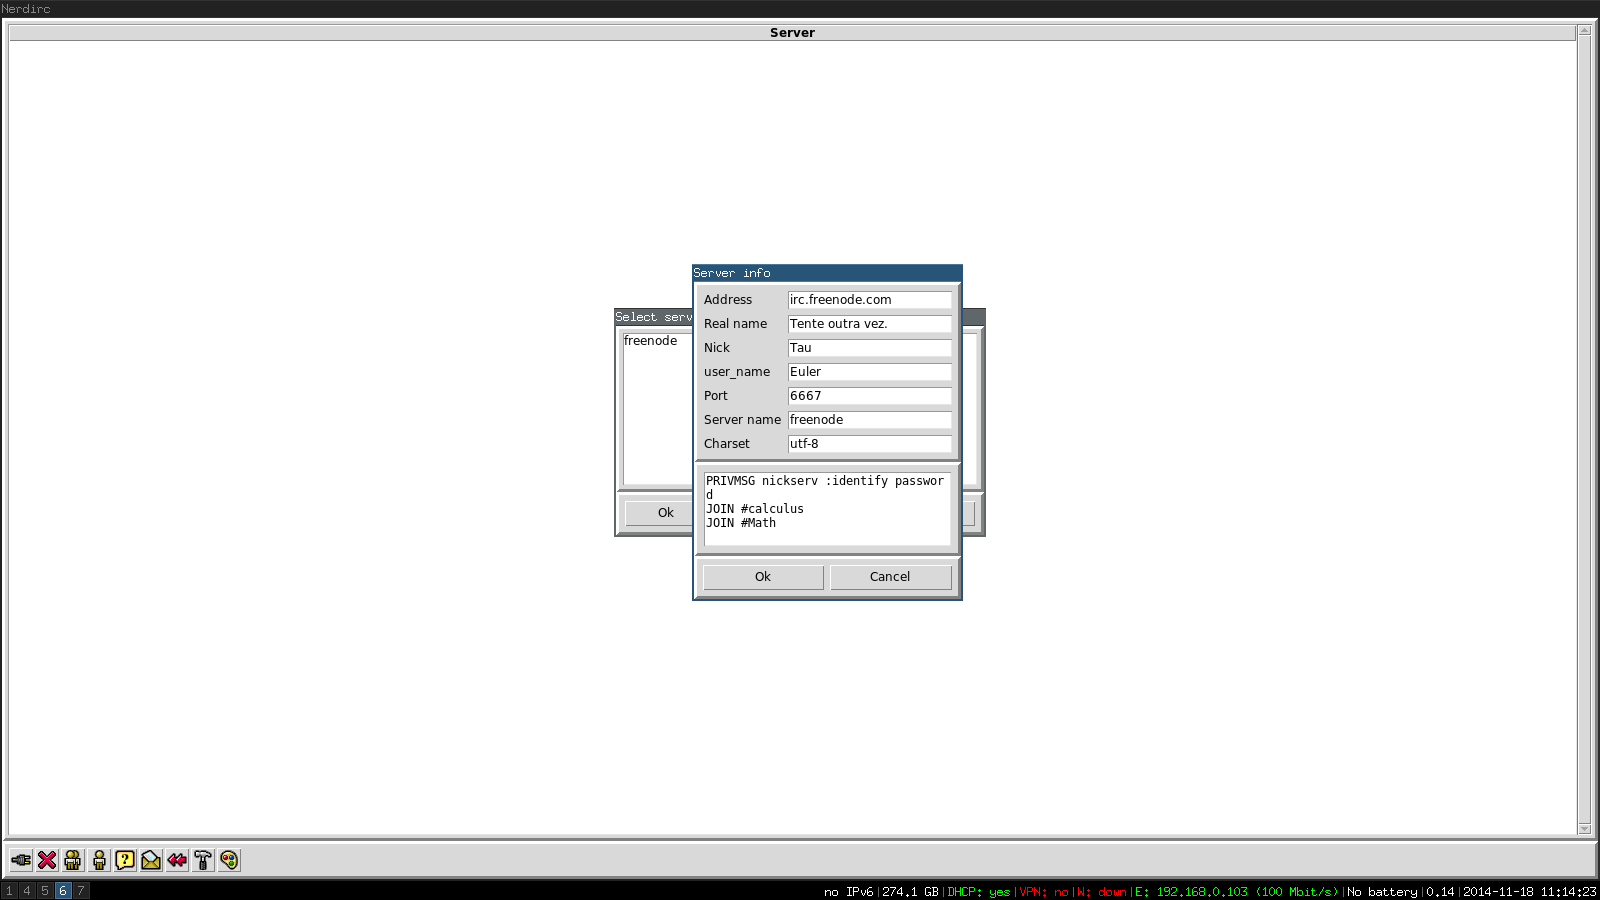 Nerdirc
Server
Server info
Address irc.freenode.com
Real name Tente outra vez.
Nick Tau
user_name Euler
Port 6667
Server name freenode
Charset utf-8
PRIVMSG nickserv :identify passwor
d
JOIN #calculus
JOIN #Math
Ok Cancel
Select serv
freenode
Ok
1 4 5 6 7
no IPv6|274.1 GB|DHCP: yes|VPN: no|W: down|E: 192.168.0.103 (100 Mbit/s)|No battery|0.14|2014-11-18 11:14:23